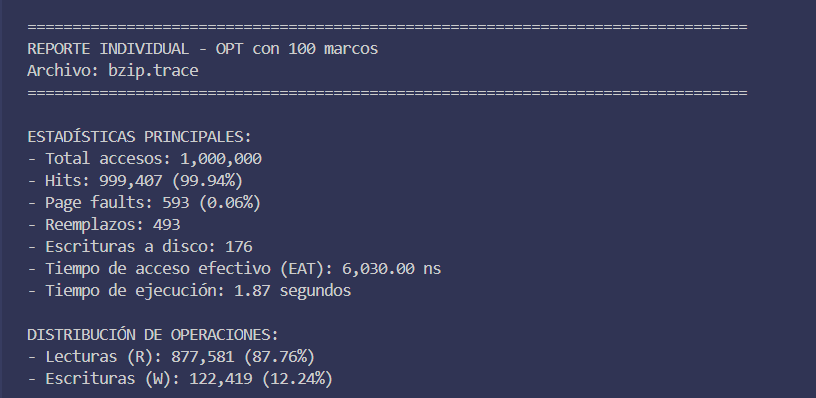 ================================================================================
REPORTE INDIVIDUAL - OPT con 100 marcos
Archivo: bzip.trace
================================================================================
ESTADÍSTICAS PRINCIPALES:
- Total accesos: 1,000,000
- Hits: 999,407 (99.94%)
- Page faults: 593 (0.06%)
- Reemplazos: 493
- Escrituras a disco: 176
- Tiempo de acceso efectivo (EAT): 6,030.00 ns
- Tiempo de ejecución: 1.87 segundos
DISTRIBUCIÓN DE OPERACIONES:
- Lecturas (R): 877,581 (87.76%)
- Escrituras (W): 122,419 (12.24%)